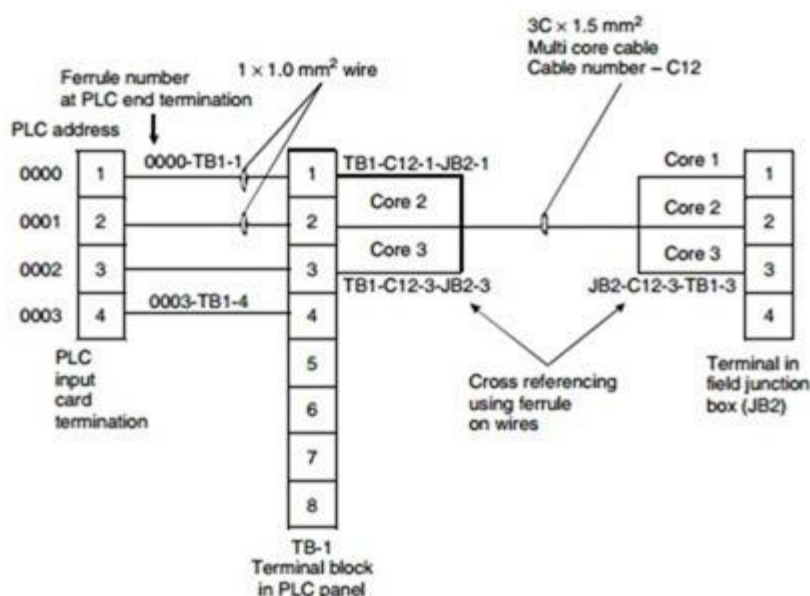 3C × 1.5 mm²
Multi core cable
Cable number – C12
Ferrule number
at PLC end termination
1 × 1.0 mm² wire
PLC address
0000
1
0000-TB1-1
1
TB1-C12-1-JB2-1
Core 1
1
0001
2
2
Core 2
Core 2
2
0002
3
3
Core 3
Core 3
3
TB1-C12-3-JB2-3
JB2-C12-3-TB1-3
0003
4
0003-TB1-4
4
4
PLC
input
card
termination
5
6
7
8
Cross referencing
using ferrule
on wires
Terminal in
field junction
box (JB2)
TB-1
Terminal block
in PLC panel